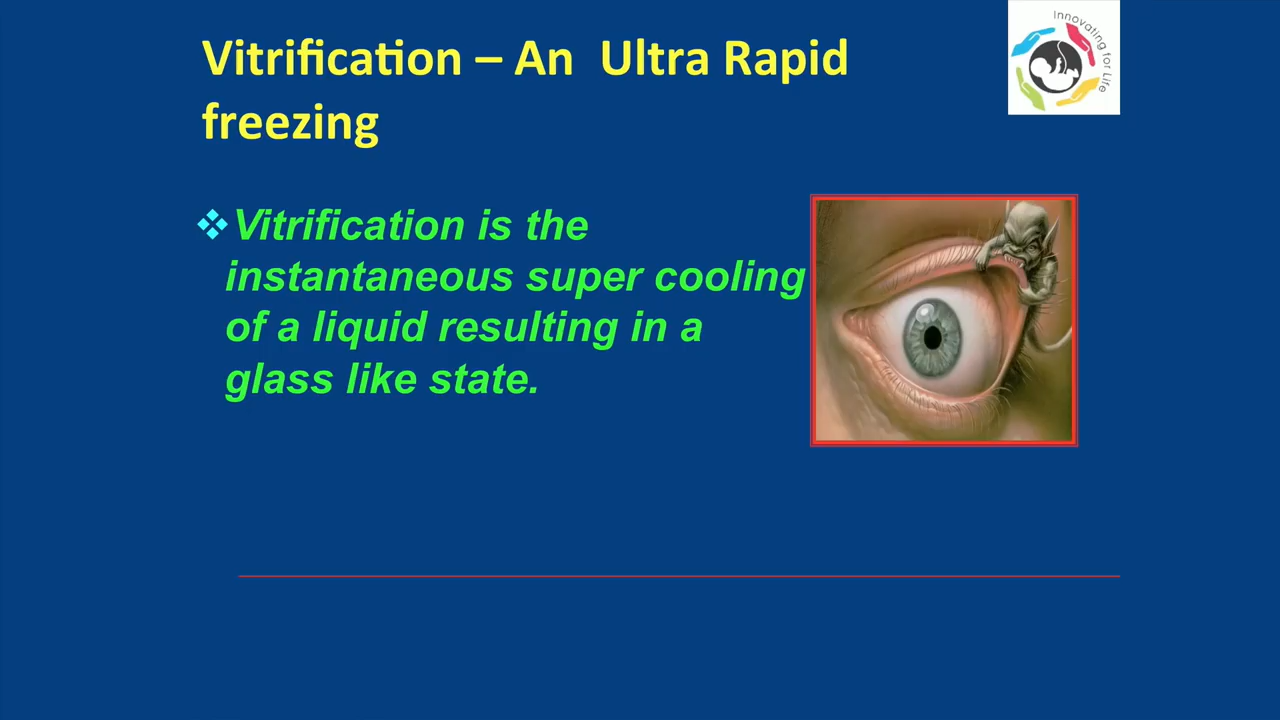 Vitrification – An  Ultra Rapid
freezing
Innovating for Life
❖Vitrification is the
instantaneous super cooling
of a liquid resulting in a
glass like state.